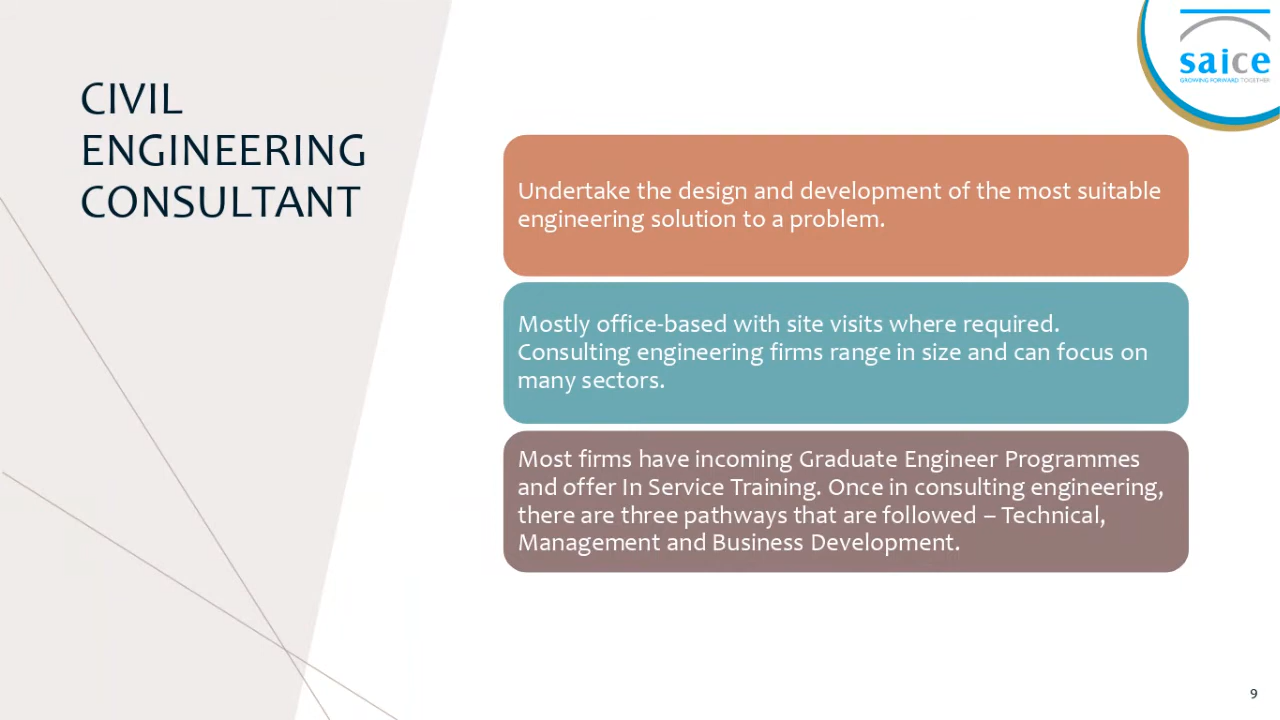 CIVIL
ENGINEERING
CONSULTANT
saice
GROWING FORWARD TOGETHER
Undertake the design and development of the most suitable
engineering solution to a problem.
Mostly office-based with site visits where required.
Consulting engineering firms range in size and can focus on
many sectors.
Most firms have incoming Graduate Engineer Programmes
and offer In Service Training. Once in consulting engineering,
there are three pathways that are followed – Technical,
Management and Business Development.
9